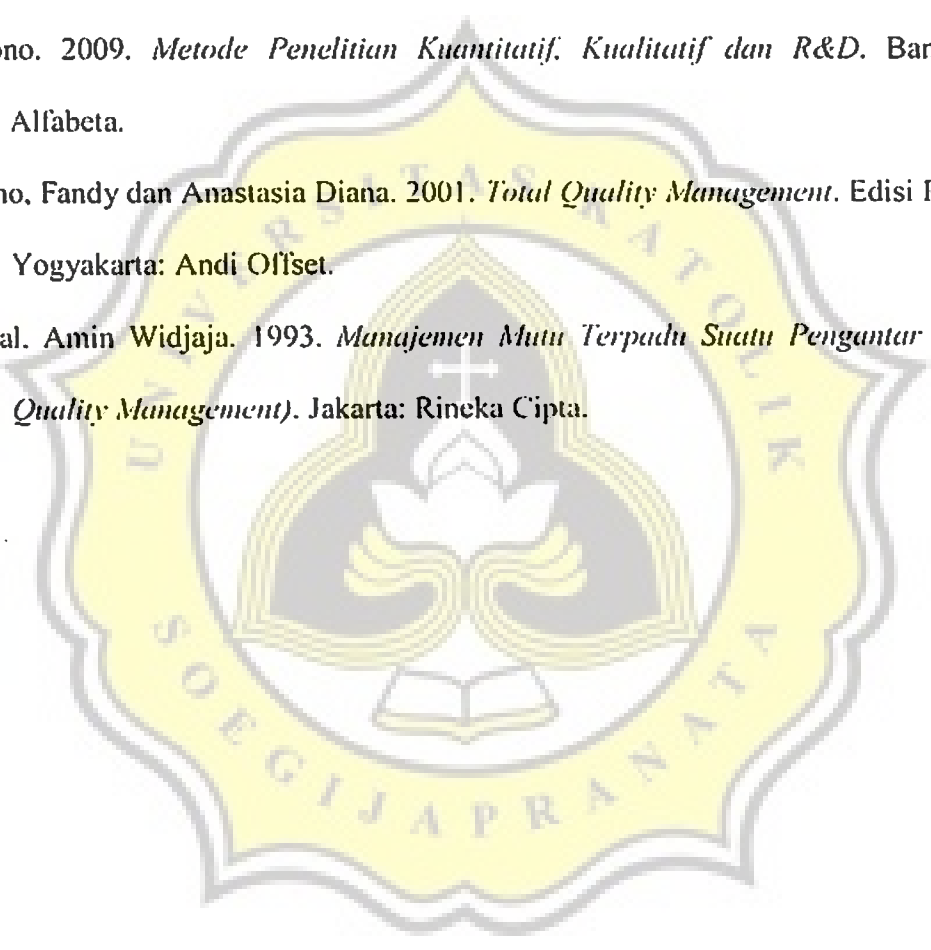 ono. 2009. Metode Penelitian Kuantitatif, Kualitatif dan R&D. Ban
Alfabeta.
no, Fandy dan Anastasia Diana. 2001. Total Quality Management. Edisi P
Yogyakarta: Andi Offset.
al. Amin Widjaja. 1993. Manajemen Mutu Terpadu Suatu Pengantar
Quality Management). Jakarta: Rineka Cipta.
UNIVERSITAS KATOLIK
SOEGIJAPRANATA